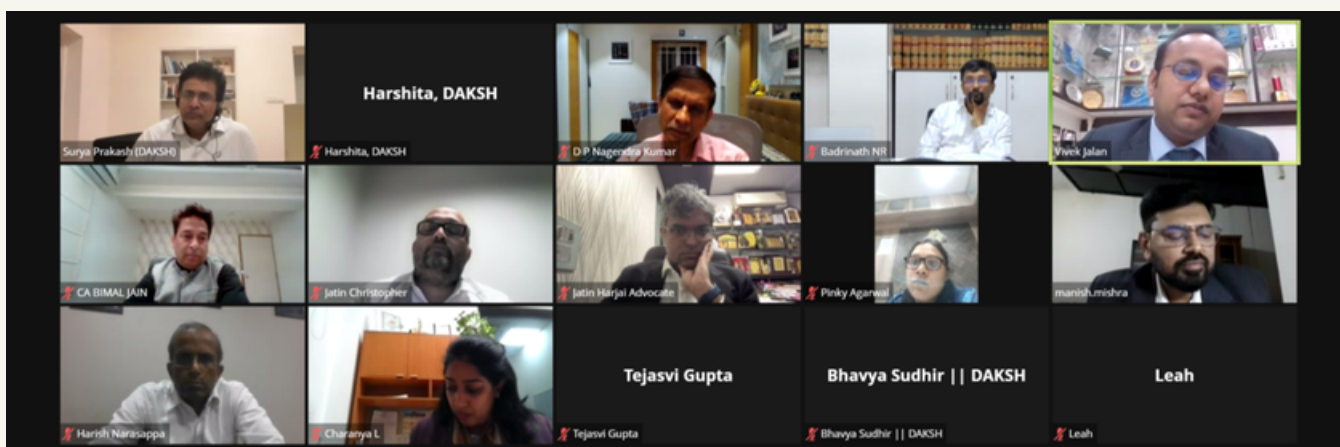 Surya Prakash (DAKSH)
Harshita, DAKSH
Harshita, DAKSH
D P Nagendra Kumar
Badrinath NR
Vivek Jalan
CA BIMAL JAIN
Jatin Christopher
Jatin Harjai Advocate
Pinky Agarwal
manish.mishra
Harish Narasappa
Charanya L
Tejasvi Gupta
Tejasvi Gupta
Bhavya Sudhir || DAKSH
Bhavya Sudhir || DAKSH
Leah
Leah